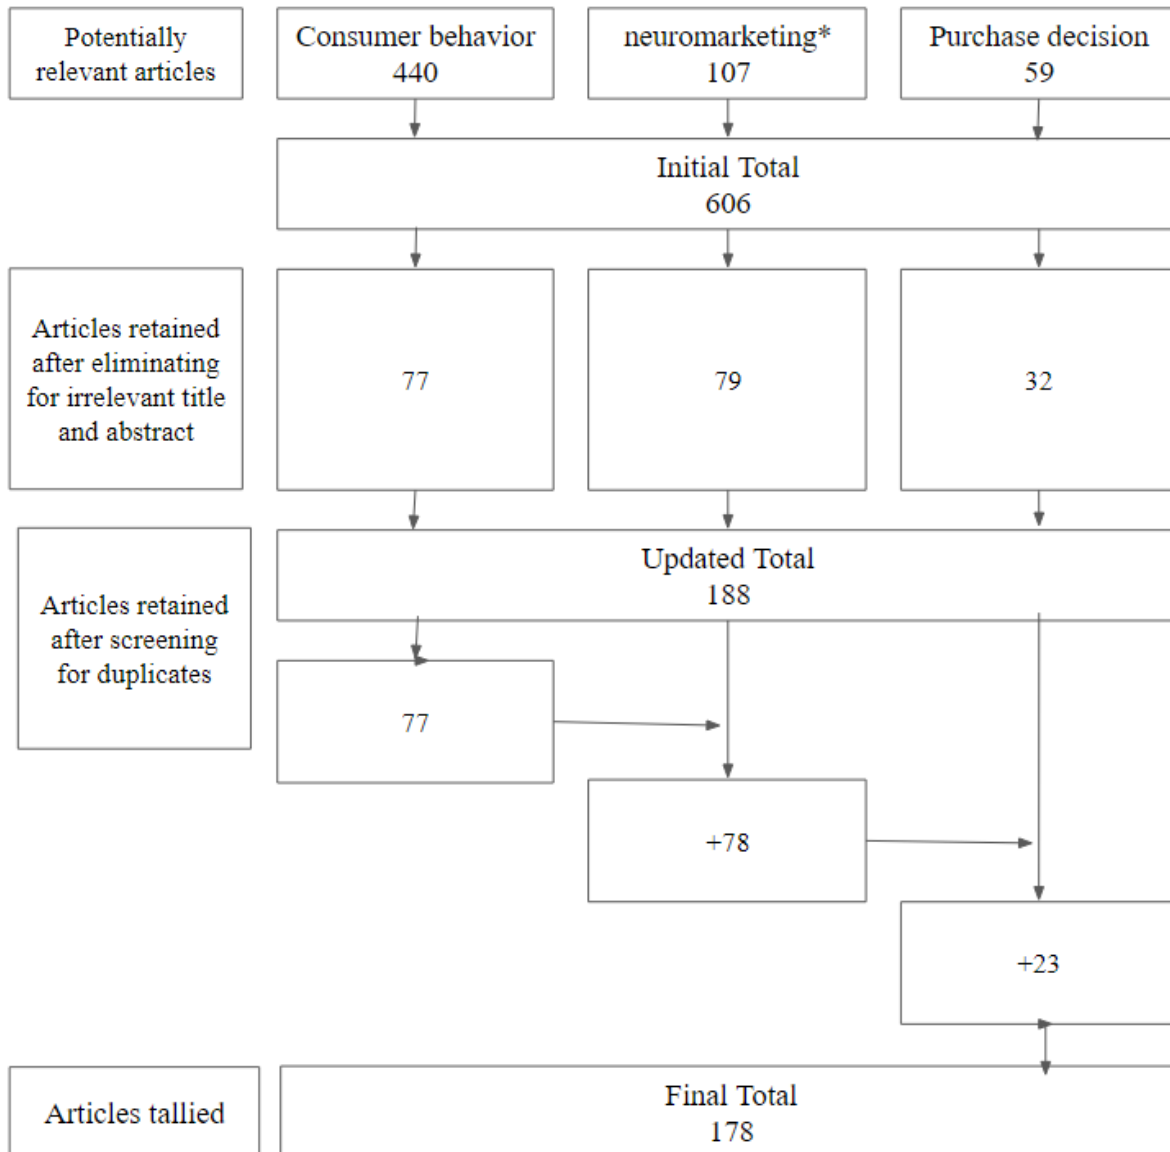 Potentially
relevant articles
Consumer behavior
440
neuromarketing*
107
Purchase decision
59
Initial Total
606
Articles retained
after eliminating
for irrelevant title
and abstract
77
79
32
Updated Total
188
Articles retained
after screening
for duplicates
77
+78
+23
Articles tallied
Final Total
178